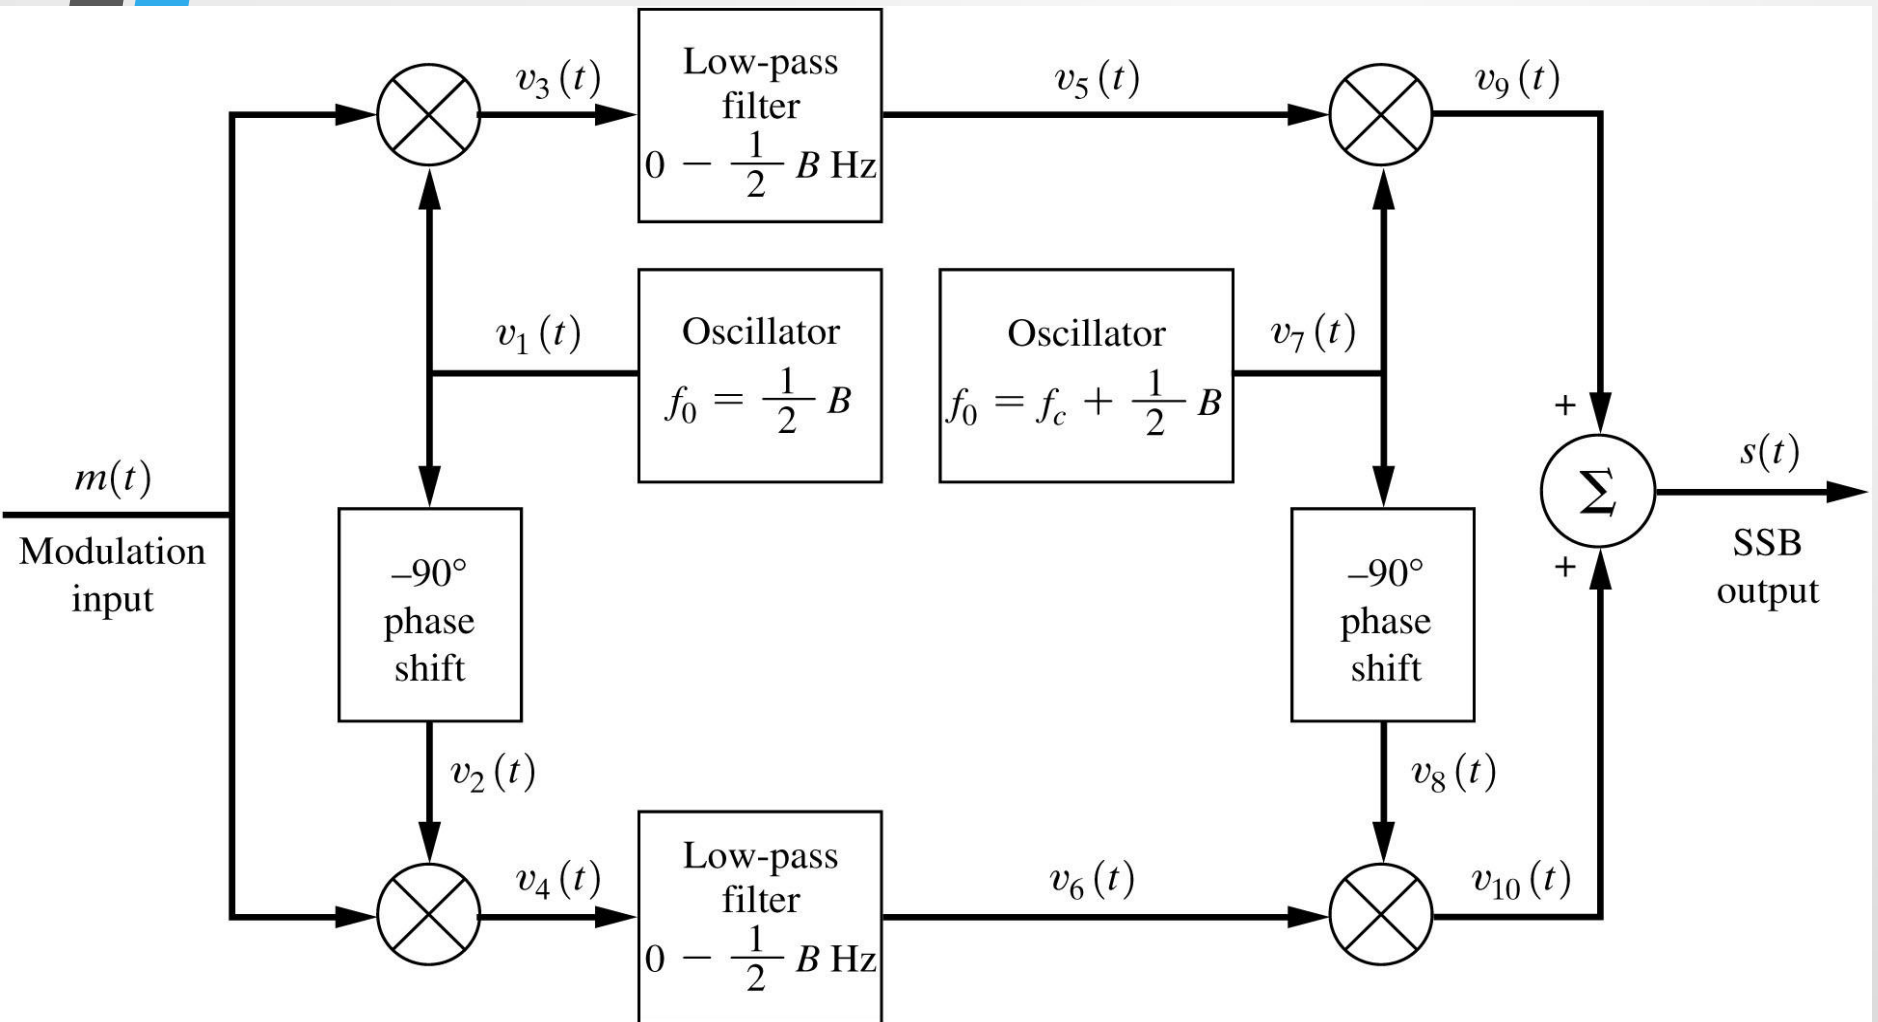 v₃(t)
Low-pass
filter
0 − 1/2 B Hz
v₅(t)
v₉(t)
v₁(t)
Oscillator
f₀ = 1/2 B
Oscillator
f₀ = f_c + 1/2 B
v₇(t)
+
m(t)
Modulation
input
–90°
phase
shift
–90°
phase
shift
Σ
+
s(t)
SSB
output
v₂(t)
v₈(t)
v₄(t)
Low-pass
filter
0 − 1/2 B Hz
v₆(t)
v₁₀(t)